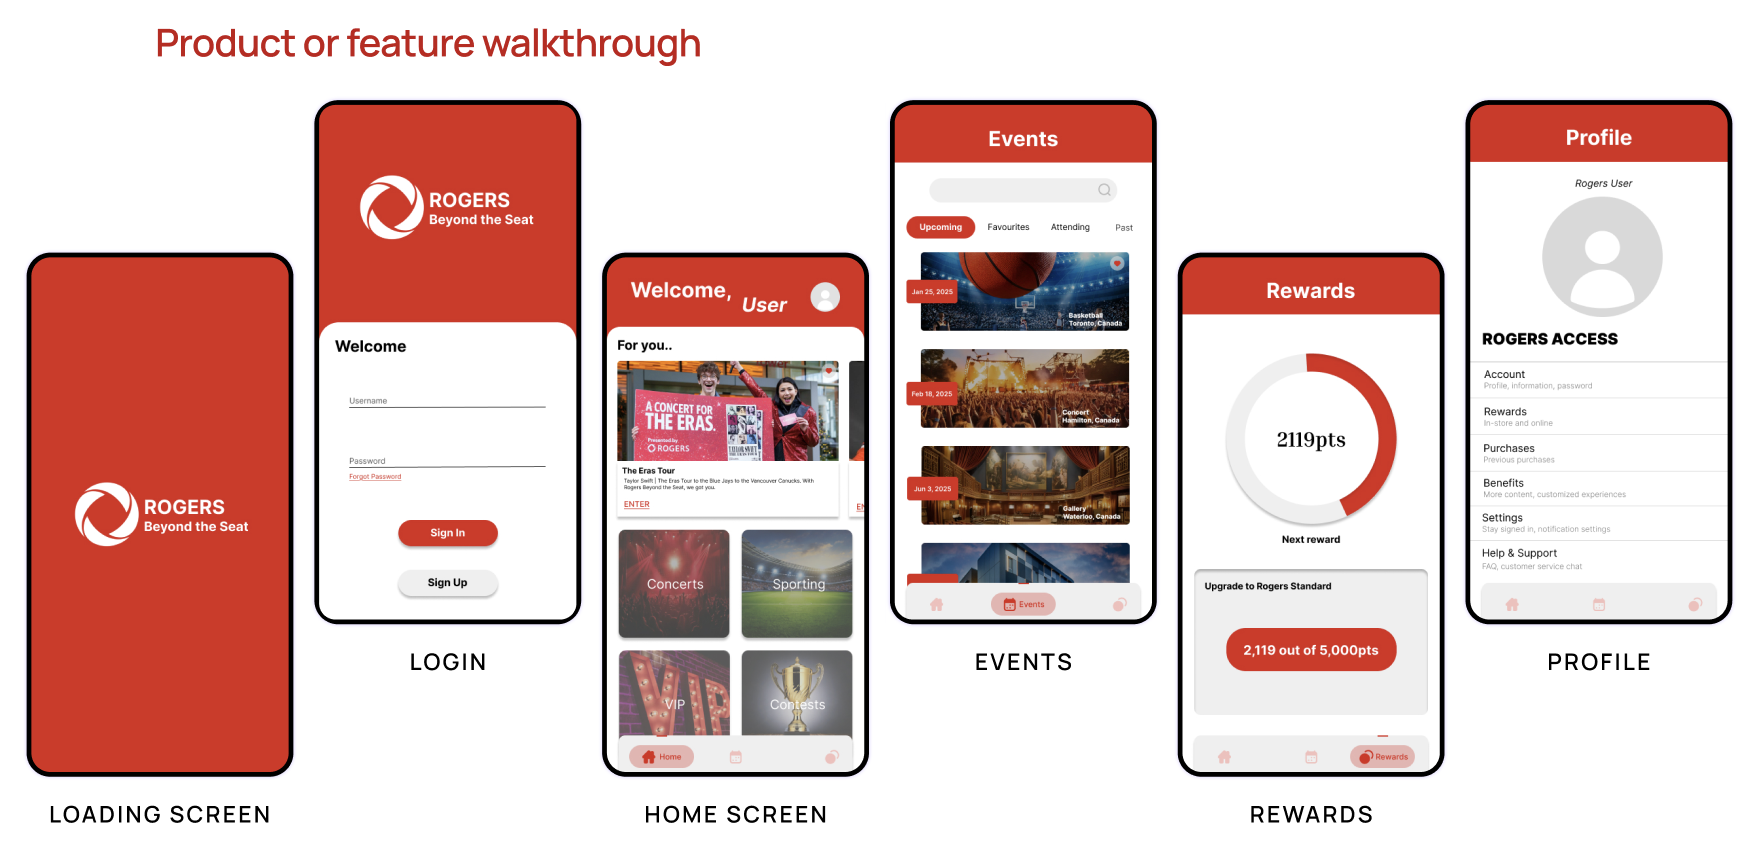 Product or feature walkthrough
ROGERS
Beyond the Seat
LOADING SCREEN
ROGERS
Beyond the Seat
Welcome
Username
Password
Forgot Password
Sign In
Sign Up
LOGIN
Welcome, User
For you..
A CONCERT FOR
THE ERAS.
Presented by
ROGERS
TAYLOR SWIFT
THE ERAS TOUR
The Eras Tour
Taylor Swift | The Eras Tour to the Blue Jays to the Vancouver Canucks. With
Rogers Beyond the Seat, we got you.
ENTER
EN
Concerts
Sporting
VIP
VIP
Contests
Home
HOME SCREEN
Events
Upcoming
Favourites
Attending
Past
Jan 25, 2025
Basketball
Toronto, Canada
Feb 18, 2025
Concert
Hamilton, Canada
Jun 3, 2025
Gallery
Waterloo, Canada
Events
EVENTS
Rewards
2119pts
Next reward
Upgrade to Rogers Standard
2,119 out of 5,000pts
Rewards
REWARDS
Profile
Rogers User
ROGERS ACCESS
Account
Profile, information, password
Rewards
In-store and online
Purchases
Previous purchases
Benefits
More content, customized experiences
Settings
Stay signed in, notification settings
Help & Support
FAQ, customer service chat
PROFILE